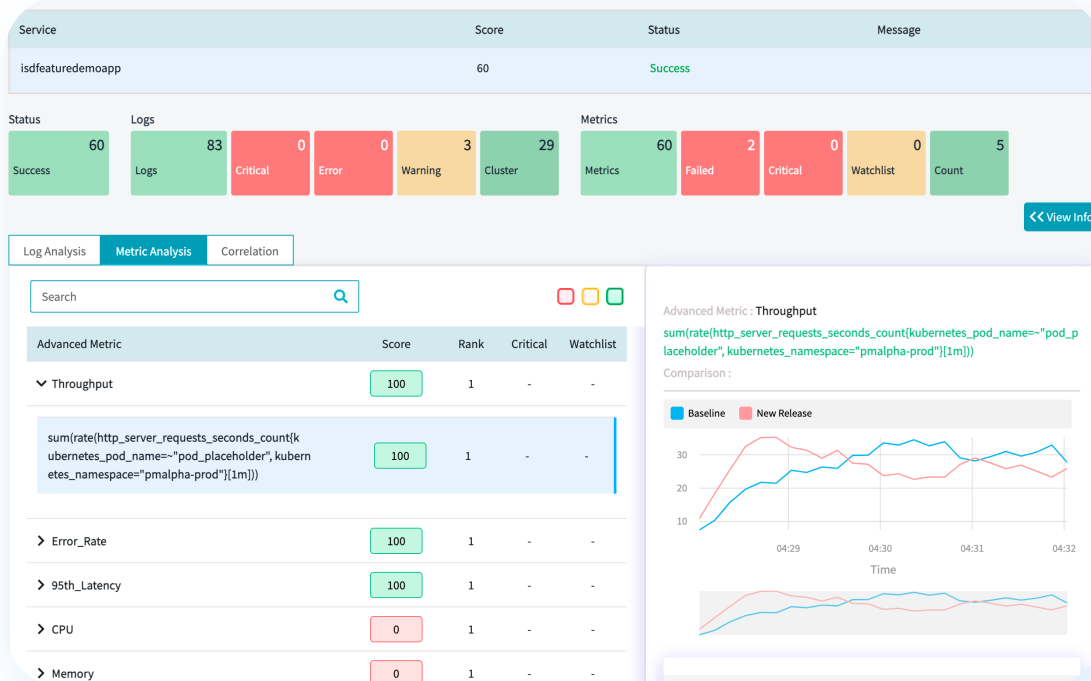 Service Score Status Message
isdfeaturedemoapp 60 Success
Status Logs Metrics
60 83 0 0 3 29 60 2 0 0 5
Success Logs Critical Error Warning Cluster Metrics Failed Critical Watchlist Count
View Info
Log Analysis Metric Analysis Correlation
Search
Advanced Metric Score Rank Critical Watchlist
Throughput 100 1 - -
sum(rate(http_server_requests_seconds_count{k
ubernetes_pod_name=~"pod_placeholder", kubern
etes_namespace="pmalpha-prod"}[1m]))
100 1 - -
Error_Rate 100 1 - -
95th_Latency 100 1 - -
CPU 0 1 - -
Memory 0 1 - -
Advanced Metric : Throughput
sum(rate(http_server_requests_seconds_count{kubernetes_pod_name=~"pod_p
laceholder", kubernetes_namespace="pmalpha-prod"}[1m]))
Comparison :
Baseline New Release
30
20
10
04:29 04:30 04:31 04:32
Time